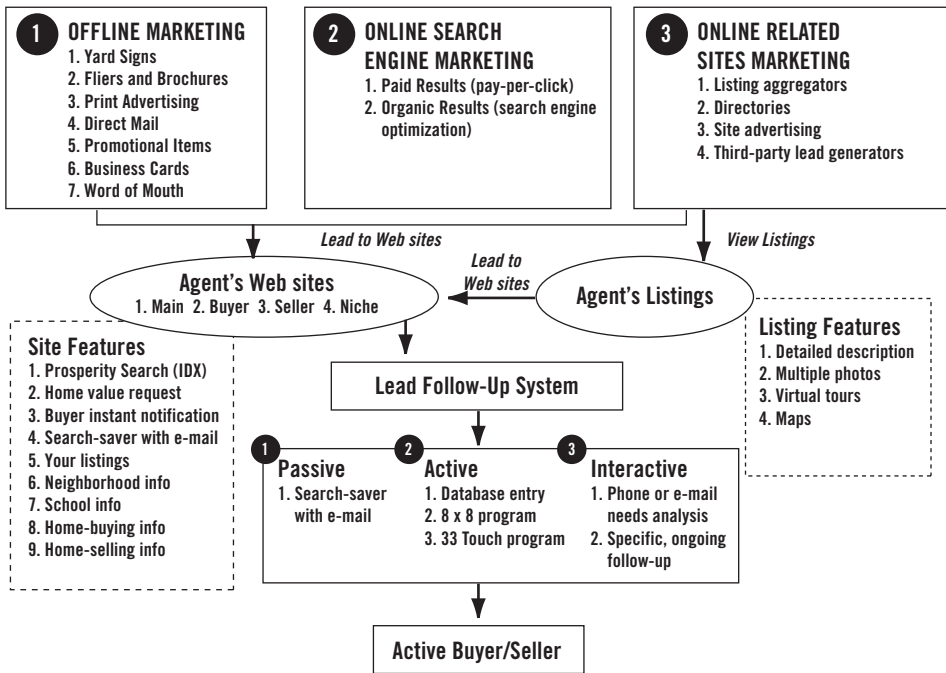 1 OFFLINE MARKETING
1. Yard Signs
2. Fliers and Brochures
3. Print Advertising
4. Direct Mail
5. Promotional Items
6. Business Cards
7. Word of Mouth
2 ONLINE SEARCH
ENGINE MARKETING
1. Paid Results (pay-per-click)
2. Organic Results (search engine
optimization)
3 ONLINE RELATED
SITES MARKETING
1. Listing aggregators
2. Directories
3. Site advertising
4. Third-party lead generators
Lead to Web sites
View Listings
Agent's Web sites
1. Main 2. Buyer 3. Seller 4. Niche
Lead to
Web sites
Agent's Listings
Site Features
1. Prosperity Search (IDX)
2. Home value request
3. Buyer instant notification
4. Search-saver with e-mail
5. Your listings
6. Neighborhood info
7. School info
8. Home-buying info
9. Home-selling info
Listing Features
1. Detailed description
2. Multiple photos
3. Virtual tours
4. Maps
Lead Follow-Up System
1 Passive
1. Search-saver
with e-mail
2 Active
1. Database entry
2. 8 x 8 program
3. 33 Touch program
3 Interactive
1. Phone or e-mail
needs analysis
2. Specific, ongoing
follow-up
Active Buyer/Seller